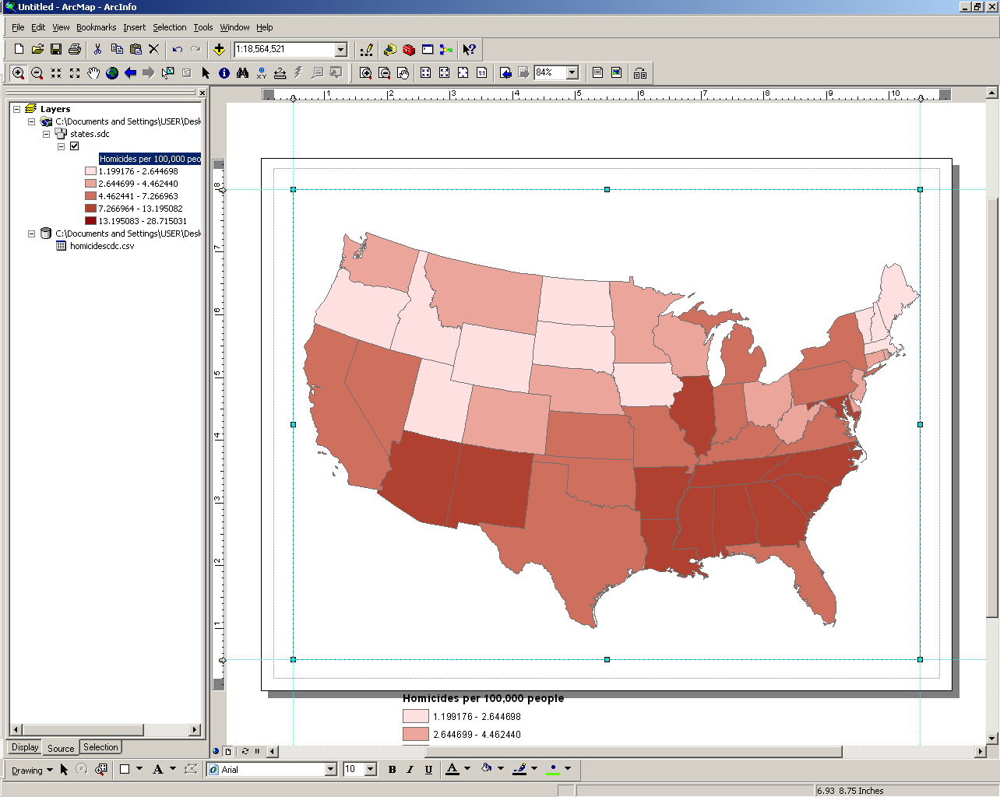 Untitled - ArcMap - ArcInfo
File Edit View Bookmarks Insert Selection Tools Window Help
1:18,564,521
84%
1 2 3 4 5 6 7 8 9 10
Layers
C:\Documents and Settings\USER\Desk
states.sdc
Homicides per 100,000 peo
1.199176 - 2.644698
2.644699 - 4.462440
4.462441 - 7.266963
7.266964 - 13.195082
13.195083 - 28.715031
C:\Documents and Settings\USER\Desk
homicidescdc.csv
8
7
6
5
4
3
2
1
Homicides per 100,000 people
1.199176 - 2.644698
2.644699 - 4.462440
Display Source Selection
Drawing A Arial 10 B I U A
6.93 8.75 Inches